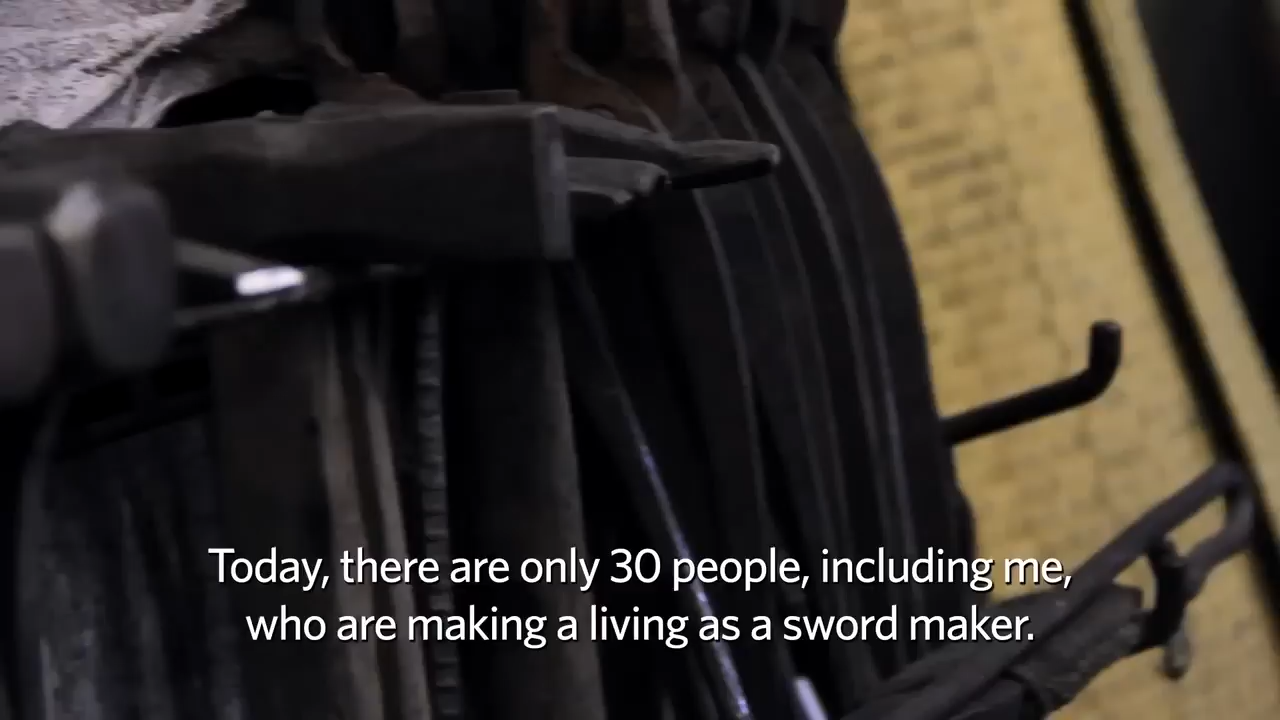 Today, there are only 30 people, including me,
who are making a living as a sword maker.